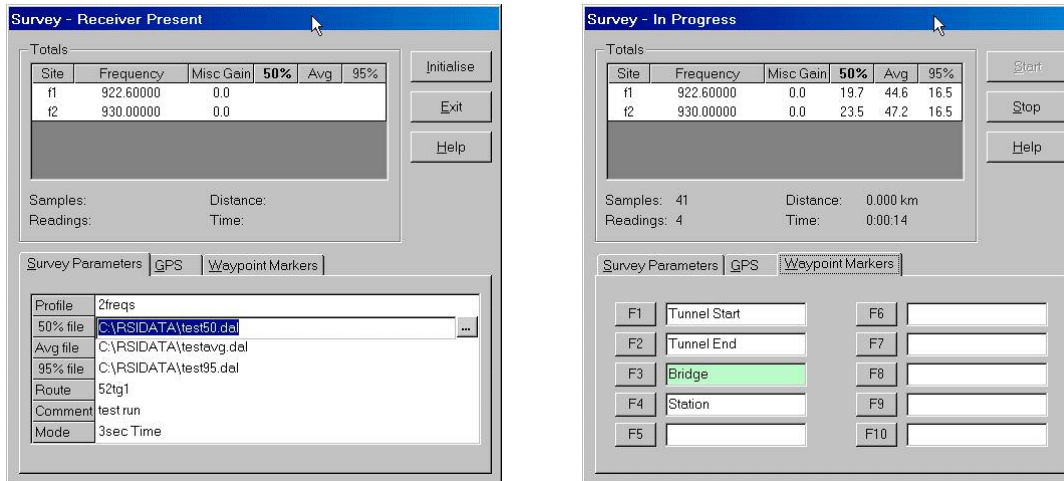 Survey - Receiver Present
Totals
Site Frequency Misc Gain 50% Avg 95%
f1 922.60000 0.0
f2 930.00000 0.0
Initialise
Exit
Help
Samples: Distance:
Readings: Time:
Survey Parameters GPS Waypoint Markers
Profile 2freqs
50% file C:\RSIDATA\test50.dal ...
Avg file C:\RSIDATA\testavg.dal
95% file C:\RSIDATA\test95.dal
Route 52tg1
Comment test run
Mode 3sec Time
Survey - In Progress
Totals
Site Frequency Misc Gain 50% Avg 95%
f1 922.60000 0.0 19.7 44.6 16.5
f2 930.00000 0.0 23.5 47.2 16.5
Start
Stop
Help
Samples: 41 Distance: 0.000 km
Readings: 4 Time: 0:00:14
Survey Parameters GPS Waypoint Markers
F1 Tunnel Start F6
F2 Tunnel End F7
F3 Bridge F8
F4 Station F9
F5 F10